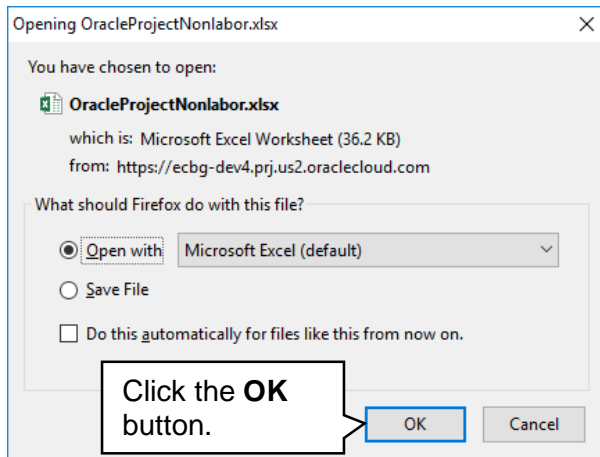 Opening OracleProjectNonlabor.xlsx
You have chosen to open:
OracleProjectNonlabor.xlsx
which is: Microsoft Excel Worksheet (36.2 KB)
from: https://ecbg-dev4.prj.us2.oraclecloud.com
What should Firefox do with this file?
Open with Microsoft Excel (default)
Save File
Do this automatically for files like this from now on.
Click the OK
button.
OK Cancel